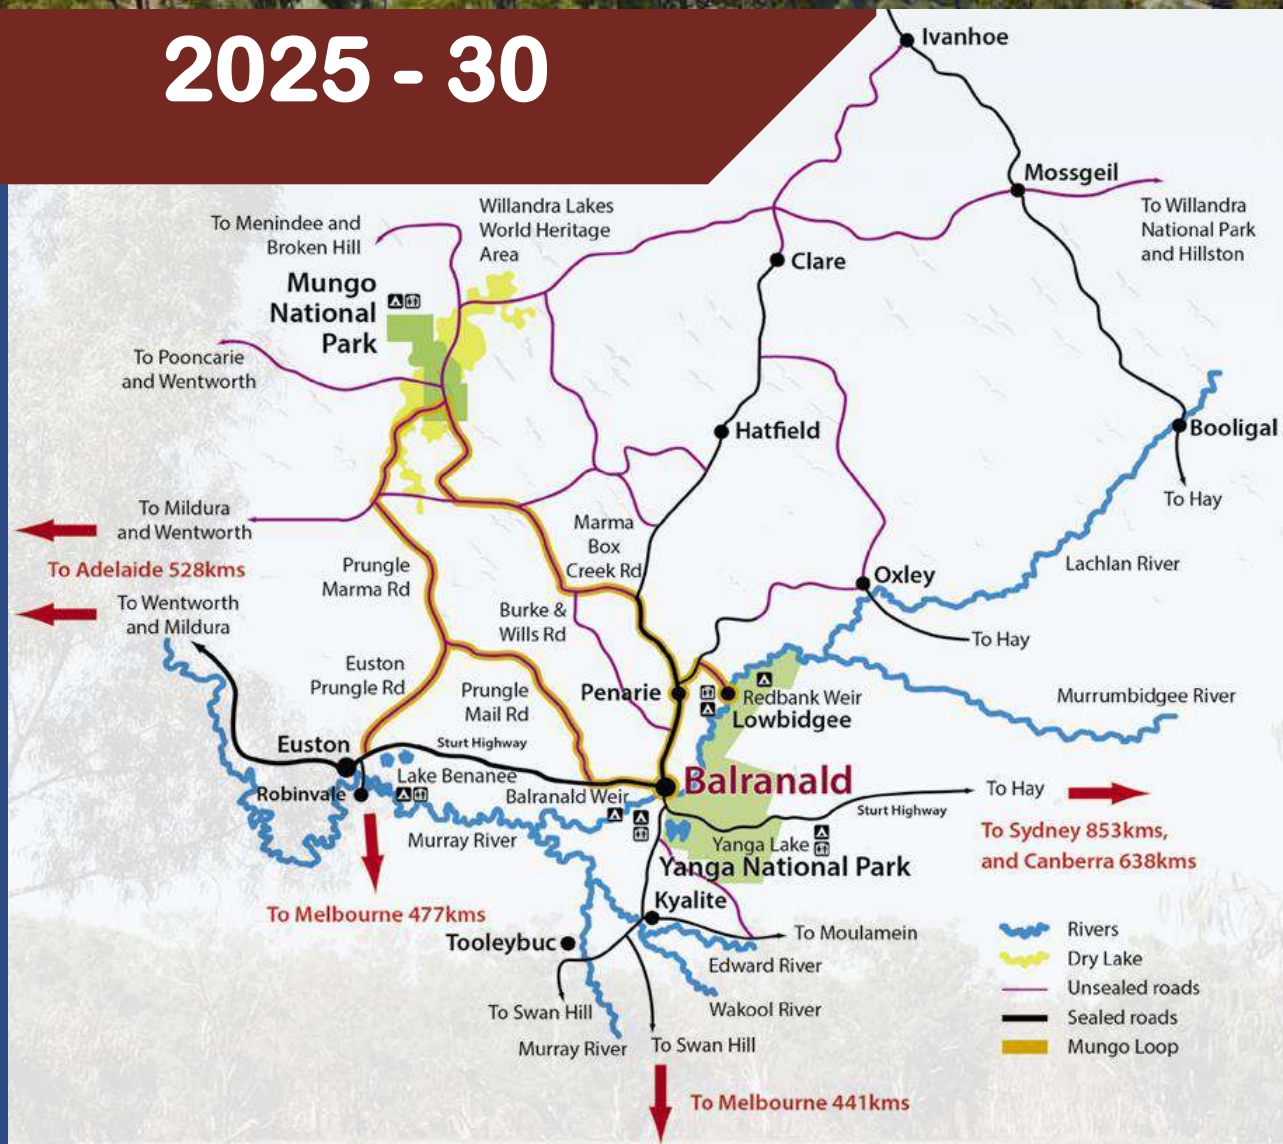 2025 - 30
Ivanhoe
Mossgeil
To Willandra
National Park
and Hillston
Willandra Lakes
World Heritage
Area
To Menindee and
Broken Hill
Clare
Mungo
National
Park
To Pooncarie
and Wentworth
Hatfield
Booligal
To Hay
To Mildura
and Wentworth
Marma
Box
Creek Rd
Lachlan River
To Adelaide 528kms
Prungle
Marma Rd
Oxley
To Wentworth
and Mildura
Burke &
Wills Rd
To Hay
Euston
Prungle Rd
Prungle
Mail Rd
Penarie
Redbank Weir
Lowbidgee
Murrumbidgee River
Euston
Sturt Highway
Lake Benanee
Balranald
Robinvale
Balranald Weir
To Hay
Sturt Highway
Murray River
Yanga Lake
Yanga National Park
To Sydney 853kms,
and Canberra 638kms
Kyalite
To Melbourne 477kms
Tooleybuc
To Moulamein
Edward River
Wakool River
To Swan Hill
Murray River
To Swan Hill
Rivers
Dry Lake
Unsealed roads
Sealed roads
Mungo Loop
To Melbourne 441kms